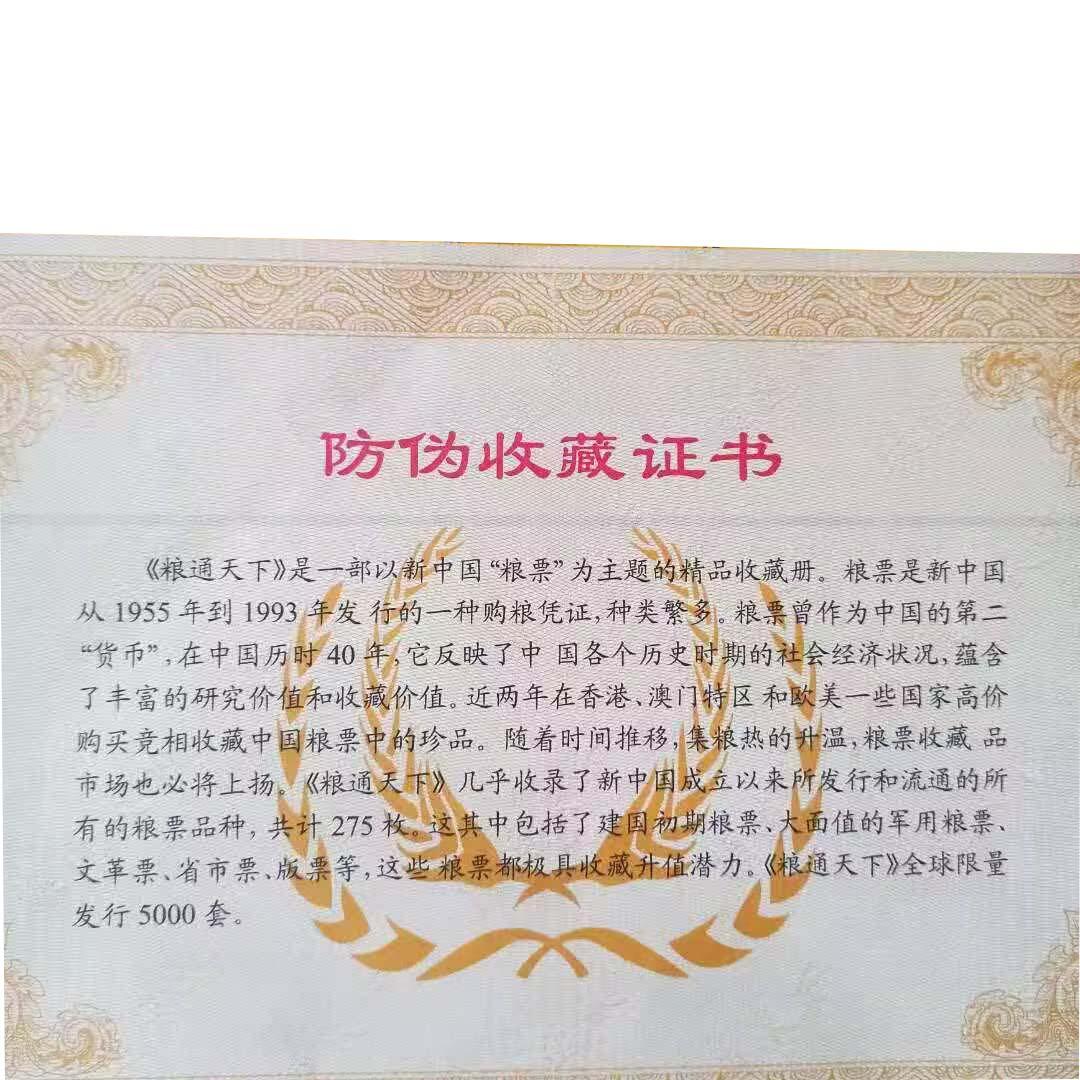 防伪收藏证书
《粮通天下》是一部以新中国“粮票”为主题的精品收藏册。粮票是新中国
从1955年到1993年发行的一种购粮凭证,种类繁多。粮票曾作为中国的第二
“货币”,在中国历时40年,它反映了中国各个历史时期的社会经济状况,蕴含
了丰富的研究价值和收藏价值。近两年在香港、澳门特区和欧美一些国家高价
购买竞相收藏中国粮票中的珍品。随着时间推移,集粮热的升温,粮票收藏品
市场也必将上扬。《粮通天下》几乎收录了新中国成立以来所发行和流通的所
有的粮票品种,共计275枚。这其中包括了建国初期粮票、大面值的军用粮票、
文革票、省市票、版票等,这些粮票都极具收藏升值潜力。《粮通天下》全球限量
发行5000套。